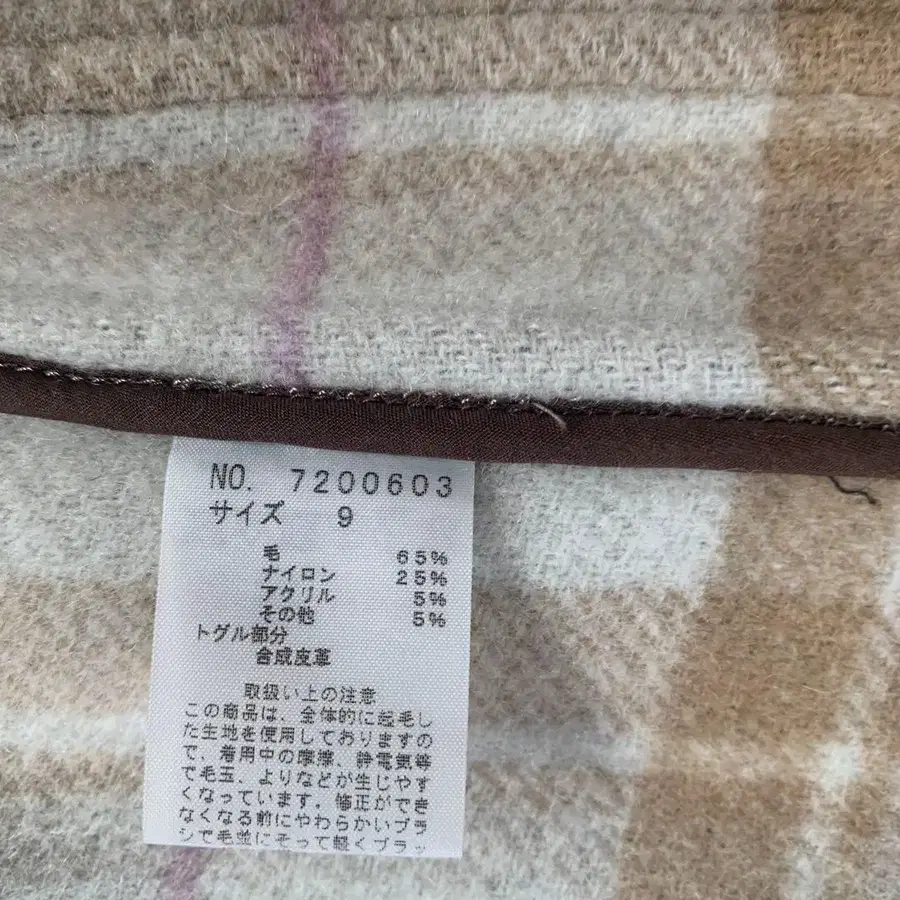 NO. 7200603
サイズ 9
毛 65%
ナイロン 25%
アクリル 5%
その他 5%
トグル部分
合成皮革
取扱い上の注意
この商品は、全体的に起毛し
た生地を使用しておりますの
で、着用中の摩擦、静電気等
で毛玉、よりなどが生じやす
くなっています。修正ができ
なくなる前にやわらかいブラ
シで毛並にそって軽くブラッ